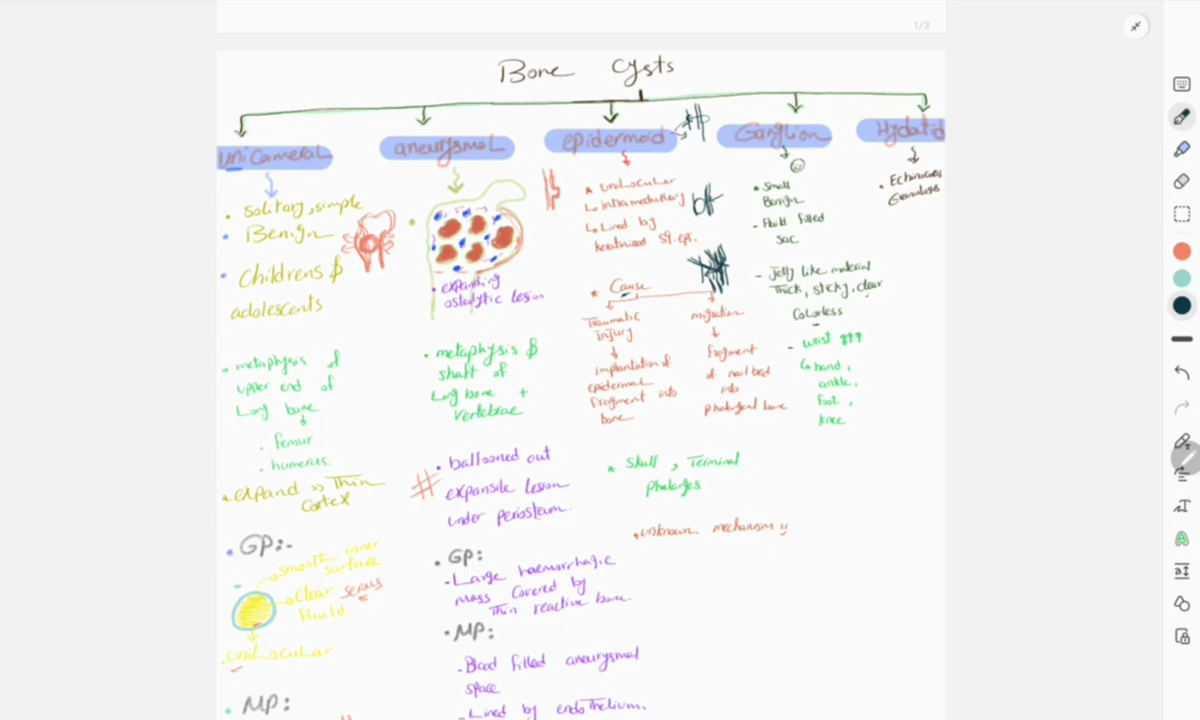 1/3
Bone Cysts
unicameral
• solitary, simple
• Benign
• childrens &
adolescents
• metaphysis of
upper end of
Long bone
• femur
• humerus
• expand » Thin
Cortex
• GP:-
smooth inner
surface
clear serous
fluid
unilocular
• MP:
aneurysmal
• expanding
osteolytic lesion
• metaphysis &
shaft of
Long bone +
vertebrae
• ballooned out
expansile lesion
under periosteum.
• GP:
- Large haemorrhagic
mass covered by
Thin reactive bone.
• MP:
- Blood filled aneurysmal
space
- Lined by endothelium.
epidermoid
* unilocular
↳ intramedullary
↳ Lined by
keratinized sq. ep.
* Cause
Traumatic
injury
implantation of
epidermal
fragment into
bone
migration
fragment
of nail bed
into
phalangeal bone
* Skull, Terminal
phalanges
• unknown mechanism !!
Ganglion
• Small
Benign
- Fluid filled
sac
- Jelly like material
Thick, sticky, clear
Colorless
- wrist
↳ hand,
ankle,
foot,
knee
Hydatid
• Echinococcus
Granulosis